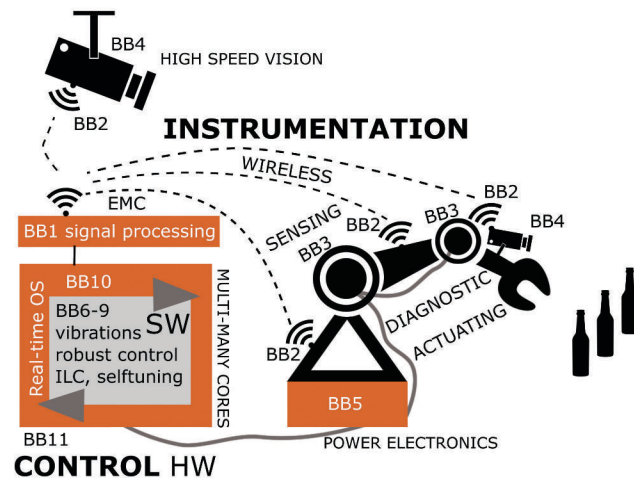 BB4
HIGH SPEED VISION
BB2
INSTRUMENTATION
WIRELESS
BB2
EMC
BB1 signal processing
SENSING
BB2
BB3
BB4
BB3
BB10
Real-time OS
BB6-9
vibrations
robust control
ILC, selftuning
SW
MULTI-MANY CORES
DIAGNOSTIC
ACTUATING
BB2
BB5
BB11
POWER ELECTRONICS
CONTROL HW